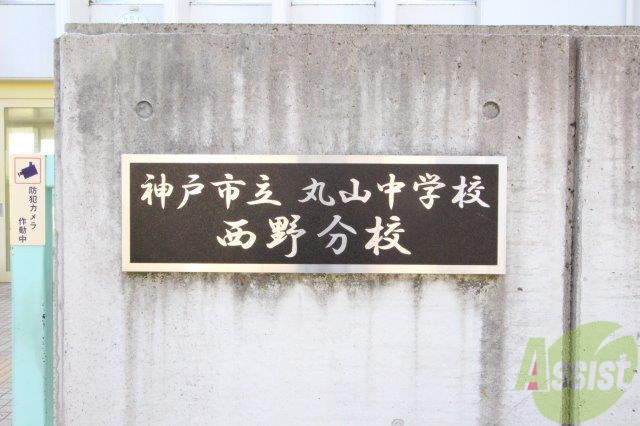 神戸市立 丸山中学校
西野分校
防犯カメラ
作動中
Assist